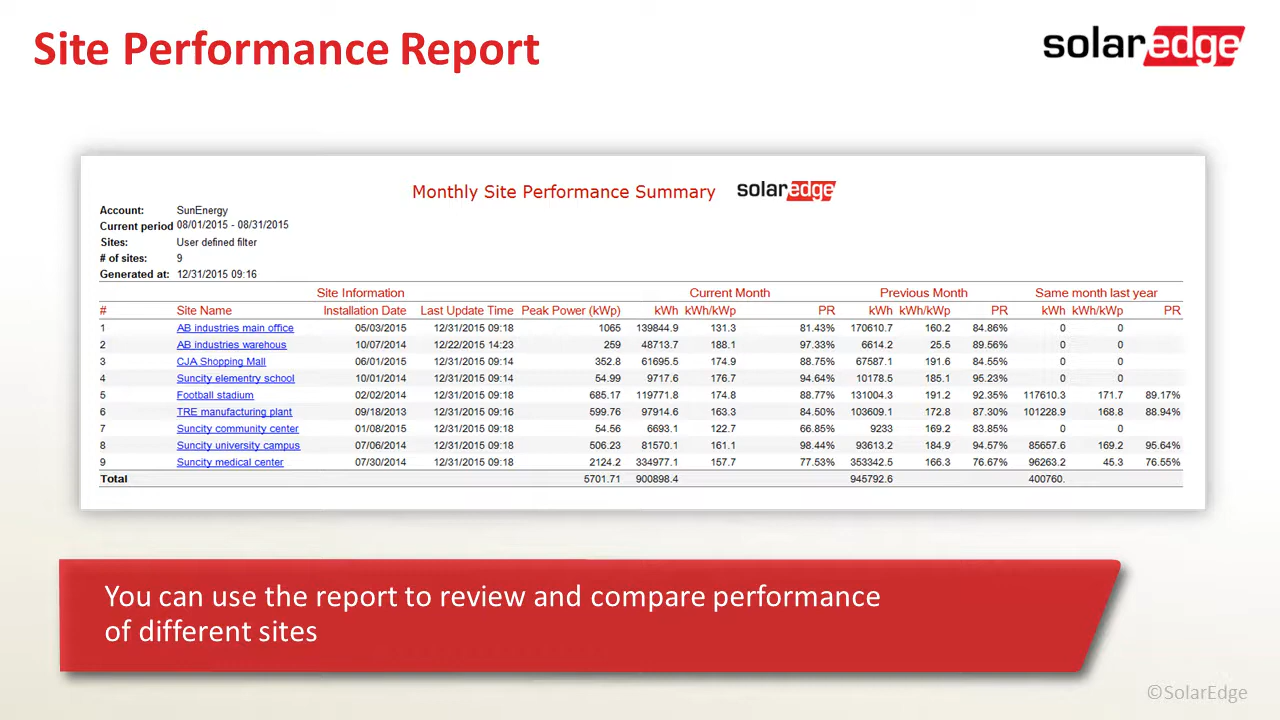 Site Performance Report
solaredge
Monthly Site Performance Summary solaredge
Account: SunEnergy
Current period 08/01/2015 - 08/31/2015
Sites: User defined filter
# of sites: 9
Generated at: 12/31/2015 09:16
Site Information Current Month Previous Month Same month last year
# Site Name Installation Date Last Update Time Peak Power (kWp) kWh kWh/kWp PR kWh kWh/kWp PR kWh kWh/kWp PR
1 AB industries main office 05/03/2015 12/31/2015 09:18 1065 139844.9 131.3 81.43% 170610.7 160.2 84.86% 0 0
2 AB industries warehous 10/07/2014 12/22/2015 14:23 259 48713.7 188.1 97.33% 6614.2 25.5 89.56% 0 0
3 CJA Shopping Mall 06/01/2015 12/31/2015 09:14 352.8 61695.5 174.9 88.75% 67587.1 191.6 84.55% 0 0
4 Suncity elementry school 10/01/2014 12/31/2015 09:14 54.99 9717.6 176.7 94.64% 10178.5 185.1 95.23% 0 0
5 Football stadium 02/02/2014 12/31/2015 09:18 685.17 119771.8 174.8 88.77% 131004.3 191.2 92.35% 117610.3 171.7 89.17%
6 TRE manufacturing plant 09/18/2013 12/31/2015 09:16 599.76 97914.6 163.3 84.50% 103609.1 172.8 87.30% 101228.9 168.8 88.94%
7 Suncity community center 01/08/2015 12/31/2015 09:18 54.56 6693.1 122.7 66.85% 9233 169.2 83.85% 0 0
8 Suncity university campus 07/06/2014 12/31/2015 09:18 506.23 81570.1 161.1 98.44% 93613.2 184.9 94.57% 85657.6 169.2 95.64%
9 Suncity medical center 07/30/2014 12/31/2015 09:18 2124.2 334977.1 157.7 77.53% 353342.5 166.3 76.67% 96263.2 45.3 76.55%
Total 5701.71 900898.4 945792.6 400760.
You can use the report to review and compare performance
of different sites
©SolarEdge